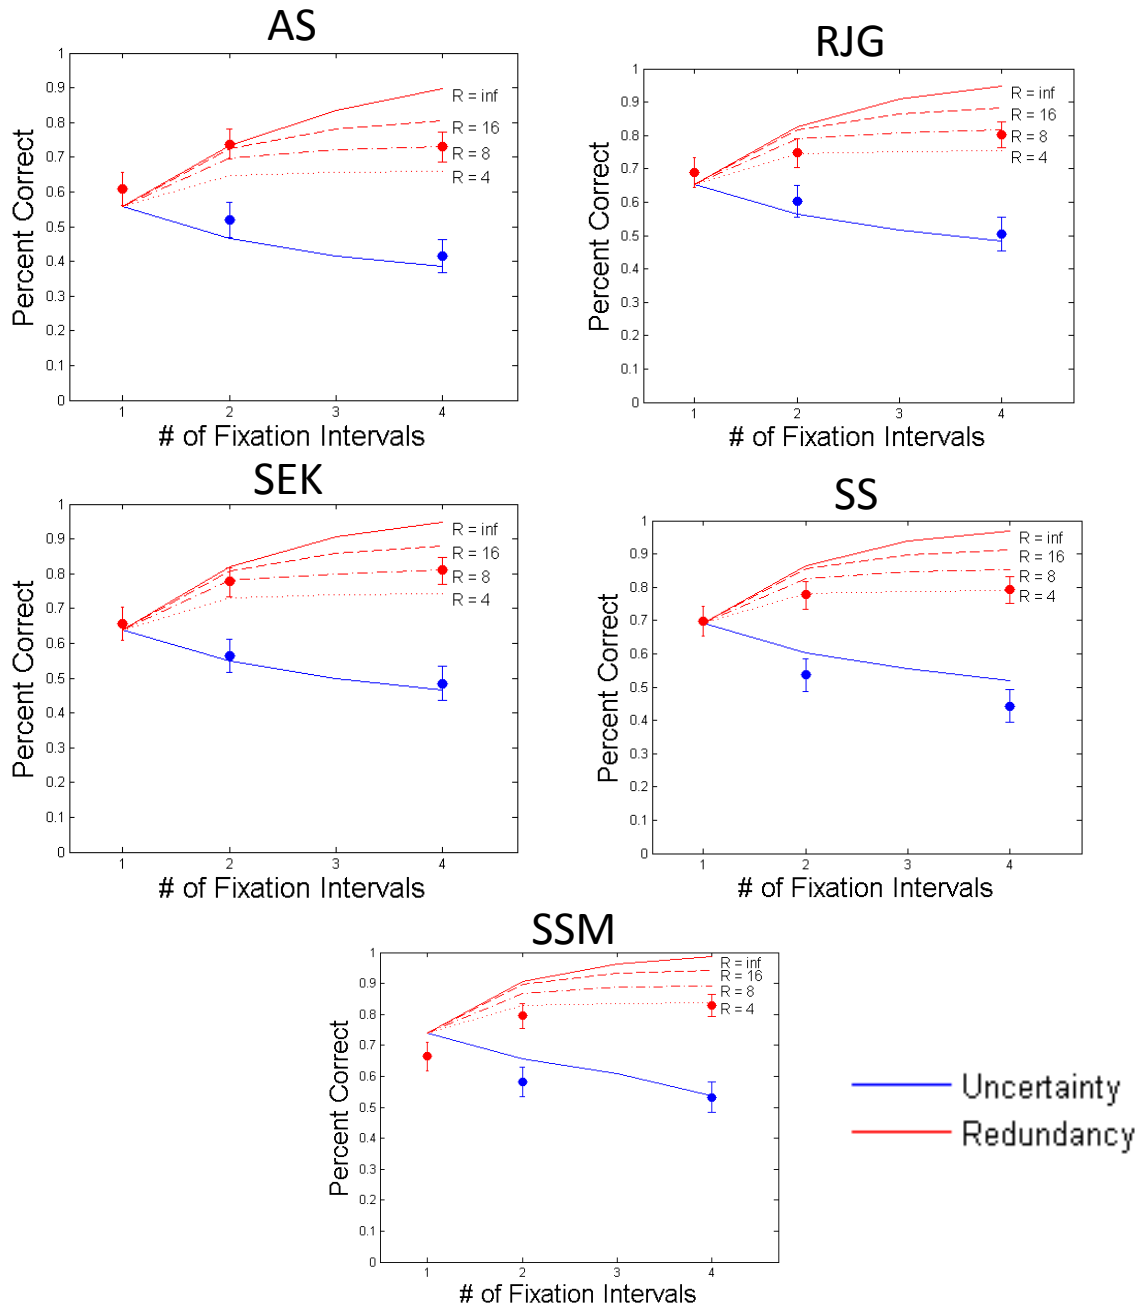 AS
Percent Correct
1
0.9
0.8
0.7
0.6
0.5
0.4
0.3
0.2
0.1
0
R = inf
R = 16
R = 8
R = 4
1 2 3 4
# of Fixation Intervals
RJG
Percent Correct
1
0.9
0.8
0.7
0.6
0.5
0.4
0.3
0.2
0.1
0
R = inf
R = 16
R = 8
R = 4
1 2 3 4
# of Fixation Intervals
SEK
Percent Correct
1
0.9
0.8
0.7
0.6
0.5
0.4
0.3
0.2
0.1
0
R = inf
R = 16
R = 8
R = 4
1 2 3 4
# of Fixation Intervals
SS
Percent Correct
1
0.9
0.8
0.7
0.6
0.5
0.4
0.3
0.2
0.1
0
R = inf
R = 16
R = 8
R = 4
1 2 3 4
# of Fixation Intervals
SSM
Percent Correct
1
0.9
0.8
0.7
0.6
0.5
0.4
0.3
0.2
0.1
0
R = inf
R = 16
R = 8
R = 4
1 2 3 4
# of Fixation Intervals
Uncertainty
Redundancy